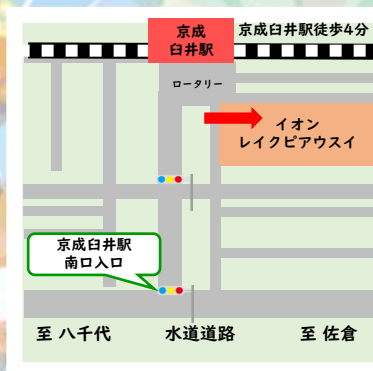 京成
臼井駅
京成臼井駅徒歩4分
ロータリー
イオン
レイクピアウスイ
京成臼井駅
南口入口
至 八千代
水道道路
至 佐倉